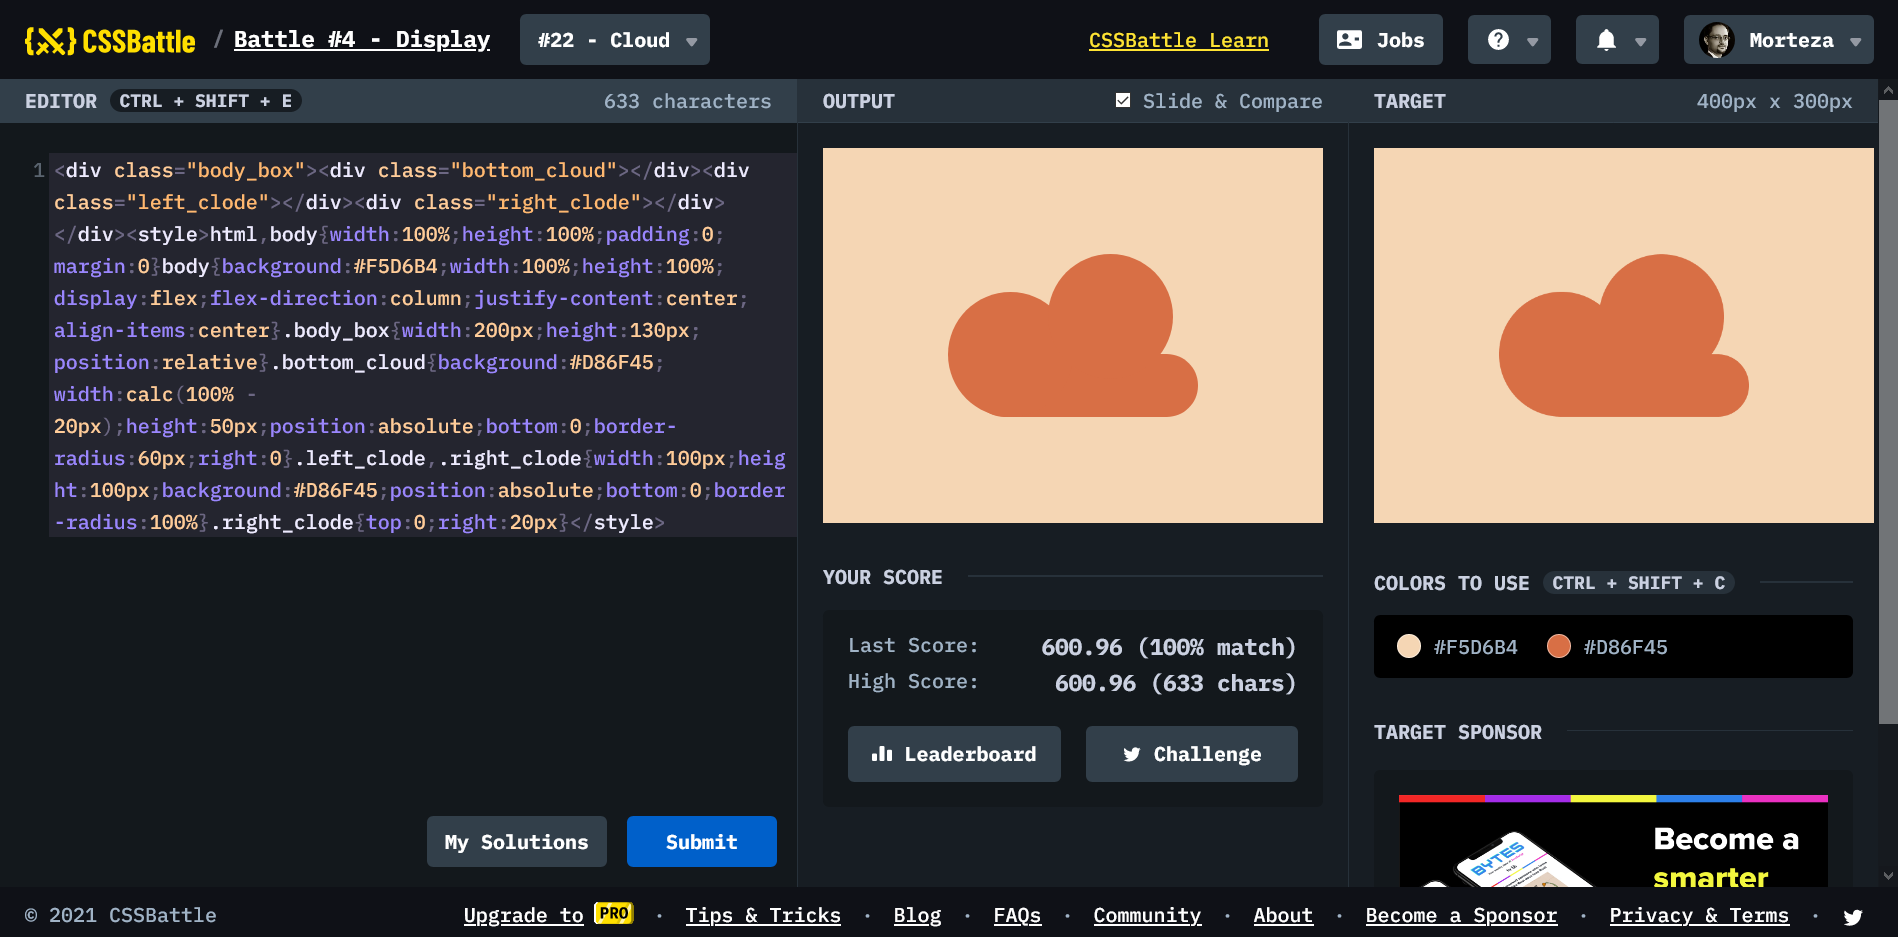 {X} CSSBattle / Battle #4 - Display #22 - Cloud CSSBattle Learn Jobs Morteza
EDITOR CTRL + SHIFT + E 633 characters
1 <div class="body_box"><div class="bottom_cloud"></div><div
class="left_clode"></div><div class="right_clode"></div>
</div><style>html,body{width:100%;height:100%;padding:0;
margin:0}body{background:#F5D6B4;width:100%;height:100%;
display:flex;flex-direction:column;justify-content:center;
align-items:center}.body_box{width:200px;height:130px;
position:relative}.bottom_cloud{background:#D86F45;
width:calc(100% -
20px);height:50px;position:absolute;bottom:0;border-
radius:60px;right:0}.left_clode,.right_clode{width:100px;heig
ht:100px;background:#D86F45;position:absolute;bottom:0;border
-radius:100%}.right_clode{top:0;right:20px}</style>
My Solutions Submit
OUTPUT Slide & Compare
YOUR SCORE
Last Score: 600.96 (100% match)
High Score: 600.96 (633 chars)
Leaderboard Challenge
TARGET 400px x 300px
COLORS TO USE CTRL + SHIFT + C
#F5D6B4 #D86F45
TARGET SPONSOR
BYTES
Become a
smarter
© 2021 CSSBattle Upgrade to PRO · Tips & Tricks · Blog · FAQs · Community · About · Become a Sponsor · Privacy & Terms ·